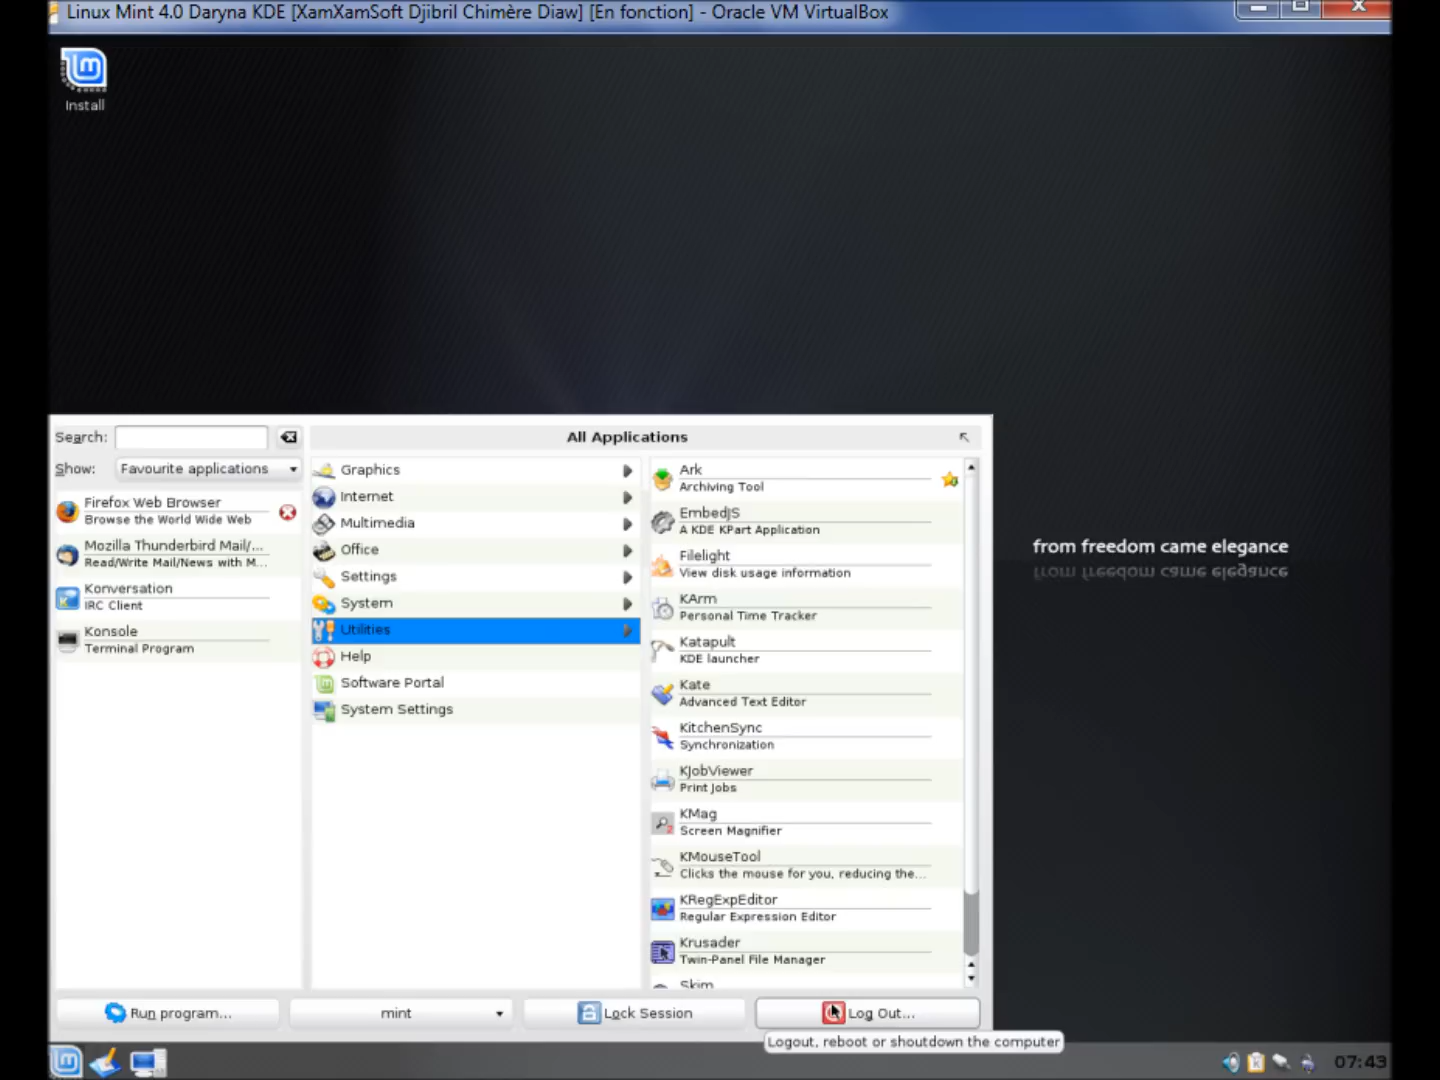 Linux Mint 4.0 Daryna KDE [XamXamSoft Djibril Chimère Diaw] [En fonction] - Oracle VM VirtualBox
Install
Search:
All Applications
Show:
Favourite applications
Firefox Web Browser
Browse the World Wide Web
Mozilla Thunderbird Mail/...
Read/Write Mail/News with M...
Konversation
IRC Client
Konsole
Terminal Program
Graphics
Internet
Multimedia
Office
Settings
System
Utilities
Help
Software Portal
System Settings
Ark
Archiving Tool
EmbedJS
A KDE KPart Application
Filelight
View disk usage information
KArm
Personal Time Tracker
Katapult
KDE launcher
Kate
Advanced Text Editor
KitchenSync
Synchronization
KJobViewer
Print Jobs
KMag
Screen Magnifier
KMouseTool
Clicks the mouse for you, reducing the...
KRegExpEditor
Regular Expression Editor
Krusader
Twin-Panel File Manager
Skim
from freedom came elegance
Run program...
mint
Lock Session
Log Out...
Logout, reboot or shoutdown the computer
07:43